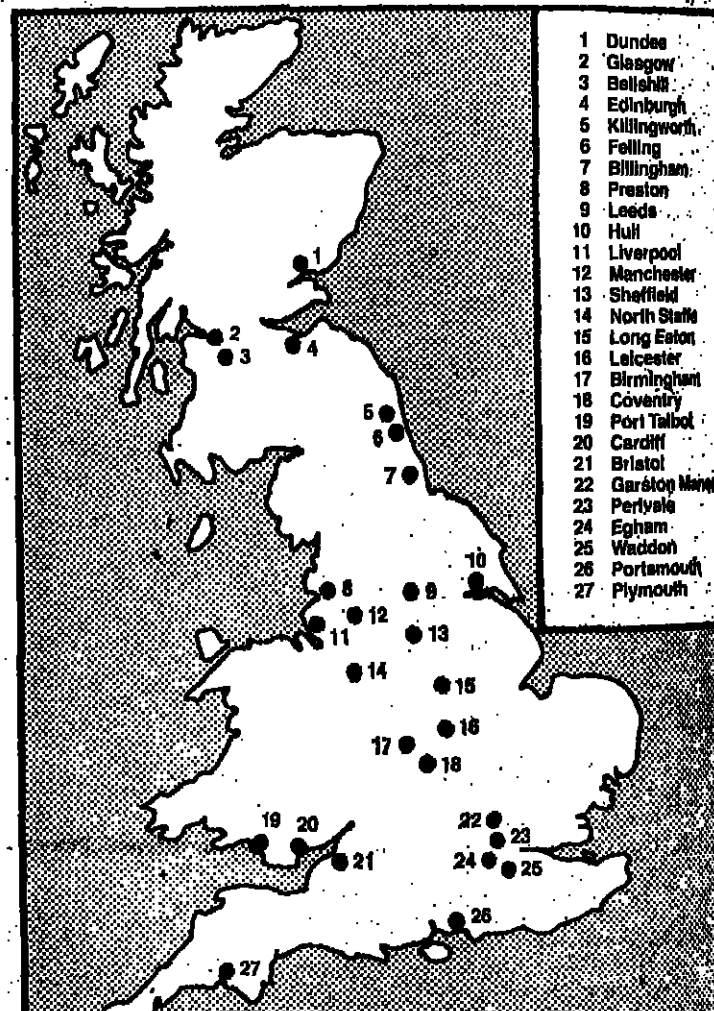 1 Dundee
2 Glasgow
3 Bellshill
4 Edinburgh
5 Killingworth
6 Felling
7 Billingham
8 Preston
9 Leeds
10 Hull
11 Liverpool
12 Manchester
13 Sheffield
14 North Staffs
15 Long Eaton
16 Leicester
17 Birmingham
18 Coventry
19 Port Talbot
20 Cardiff
21 Bristol
22 Garston
23 Perivale
24 Egham
25 Waddon
26 Portsmouth
27 Plymouth
1
2
3
4
5
6
7
8
9
10
11
12
13
14
15
16
17
18
19
20
21
22
23
24
25
26
27